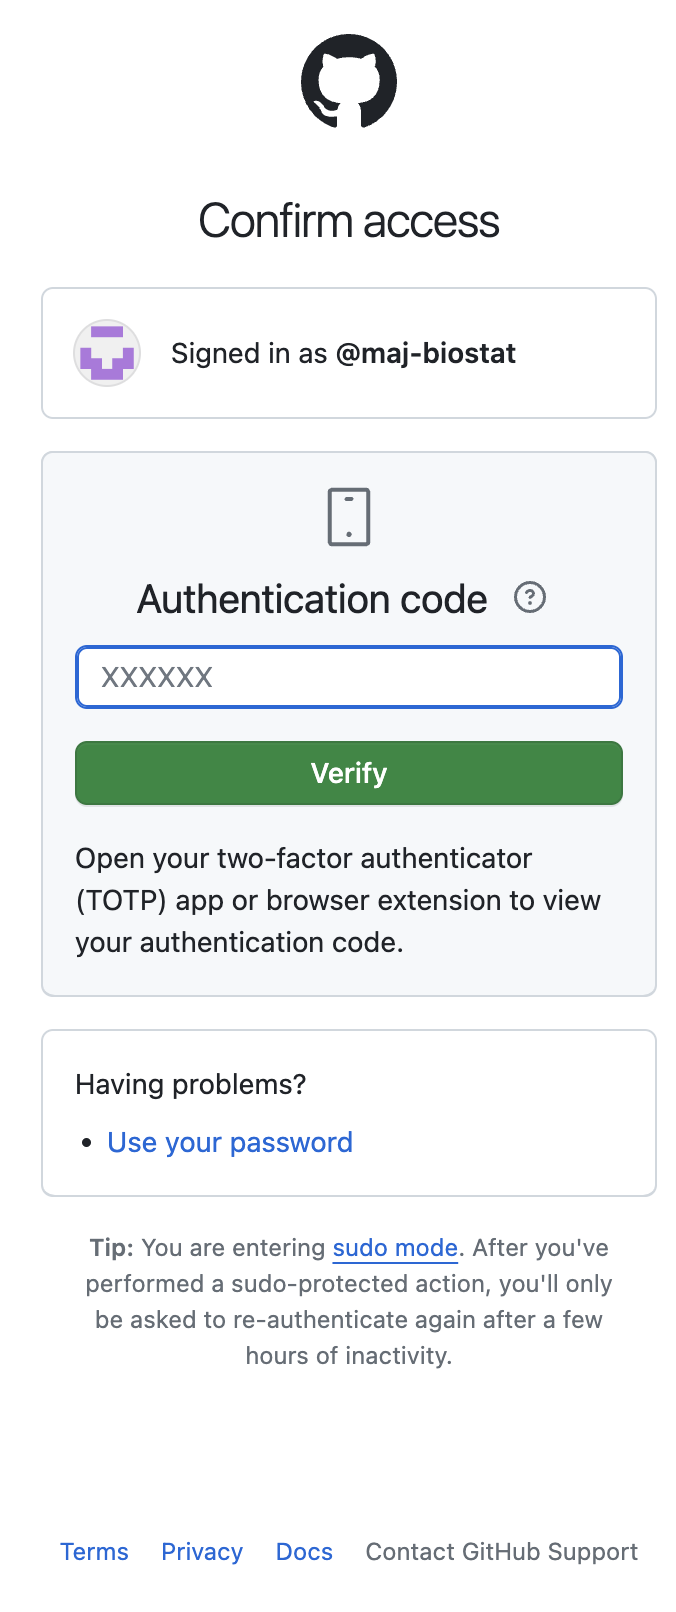 Confirm access
Signed in as @maj-biostat
Authentication code
XXXXXX
Verify
Open your two-factor authenticator
(TOTP) app or browser extension to view
your authentication code.
Having problems?
• Use your password
Tip: You are entering sudo mode. After you've
performed a sudo-protected action, you'll only
be asked to re-authenticate again after a few
hours of inactivity.
Terms Privacy Docs Contact GitHub Support